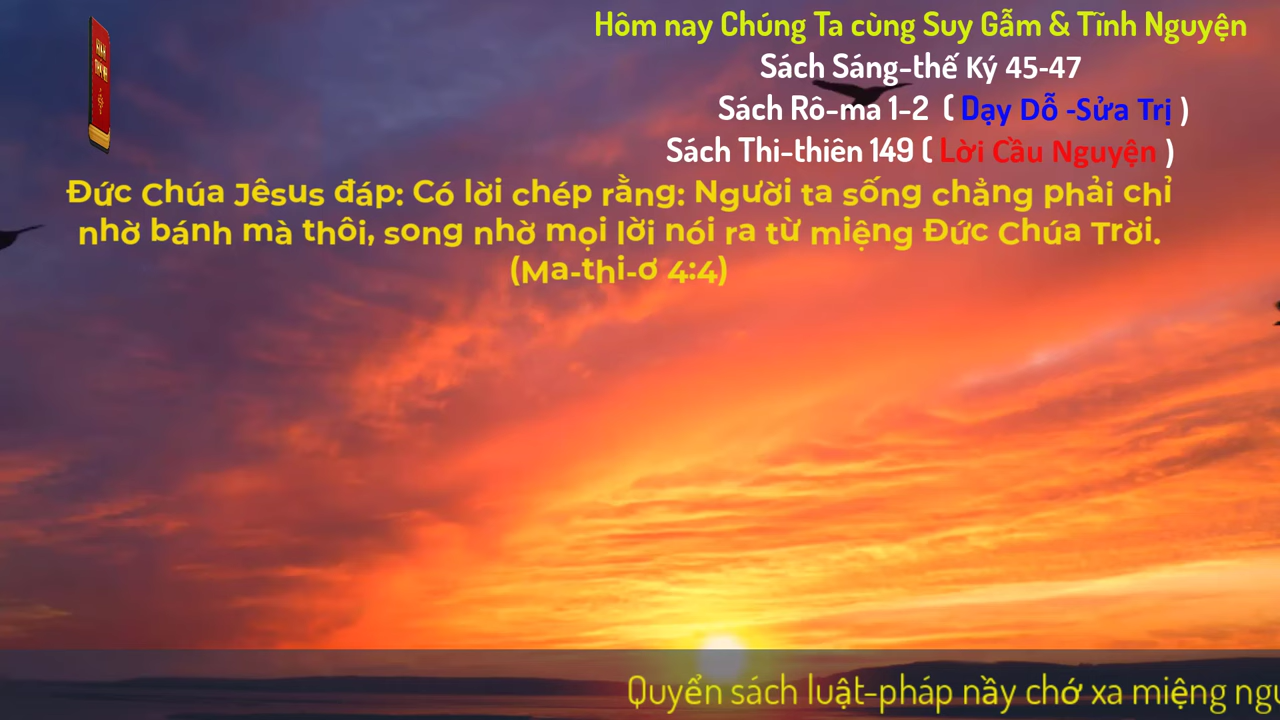 Hôm nay Chúng Ta cùng Suy Gẫm & Tĩnh Nguyện
Sách Sáng-thế Ký 45-47
Sách Rô-ma 1-2 ( Dạy Dỗ -Sửa Trị )
Sách Thi-thiên 149 ( Lời Cầu Nguyện )
Đức Chúa Jêsus đáp: Có lời chép rằng: Người ta sống chẳng phải chỉ
nhờ bánh mà thôi, song nhờ mọi lời nói ra từ miệng Đức Chúa Trời.
(Ma-thi-ơ 4:4)
Quyển sách luật-pháp nầy chớ xa miệng